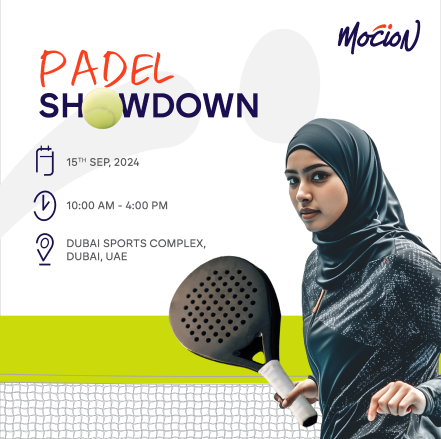 Mocion
PADEL
SHOWDOWN
15TH SEP, 2024
10:00 AM - 4:00 PM
DUBAI SPORTS COMPLEX,
DUBAI, UAE